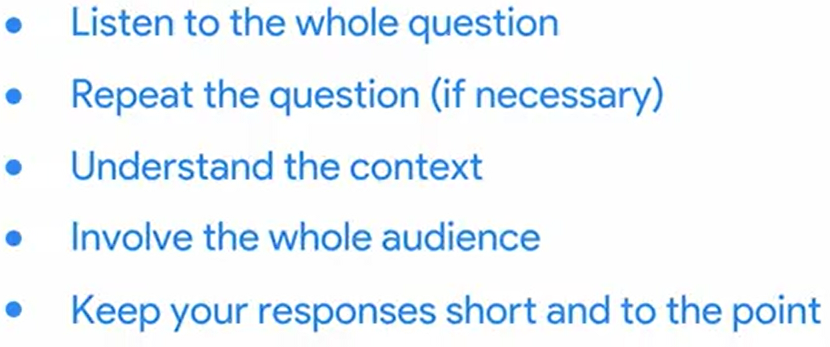 • Listen to the whole question
• Repeat the question (if necessary)
• Understand the context
• Involve the whole audience
• Keep your responses short and to the point